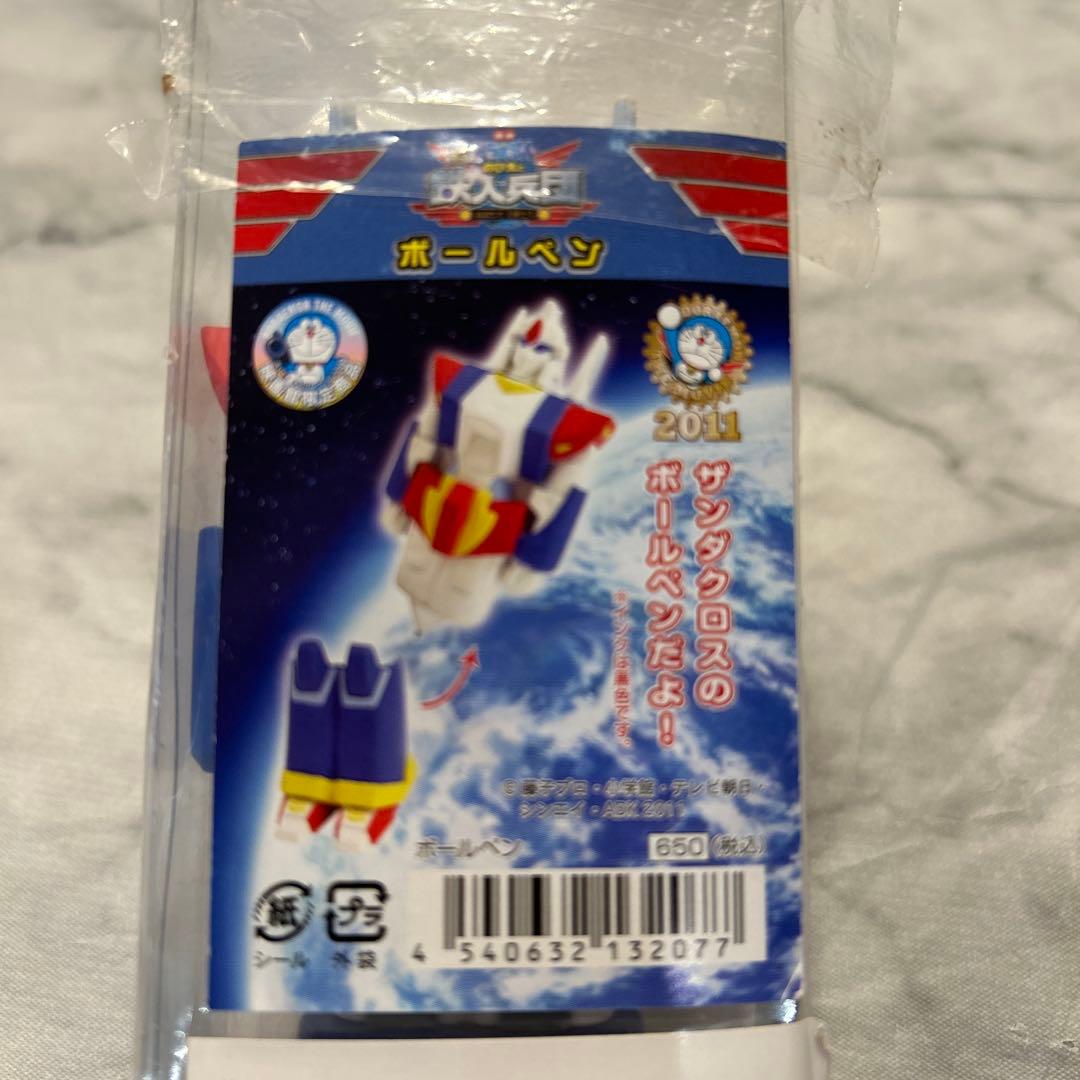 鉄人兵団
ボールペン
2011
ザンダクロスの
ボールペンだよ!
※インクは黒色です。
©藤子プロ・小学館・テレビ朝日・
シンエイ・ADK 2011
ボールペン 650 (税込)
紙 プラ
シール 外袋
4 540632 132077